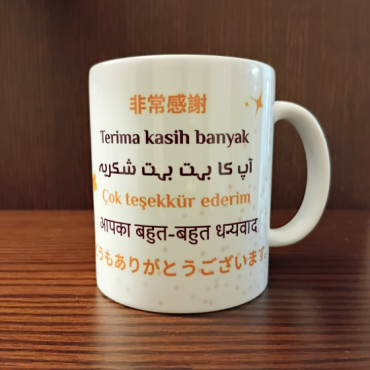 非常感謝
Terima kasih banyak
آپ کا بہت بہت شکریہ
Çok teşekkür ederim
आपका बहुत-बहुत धन्यवाद
うもありがとうございます。